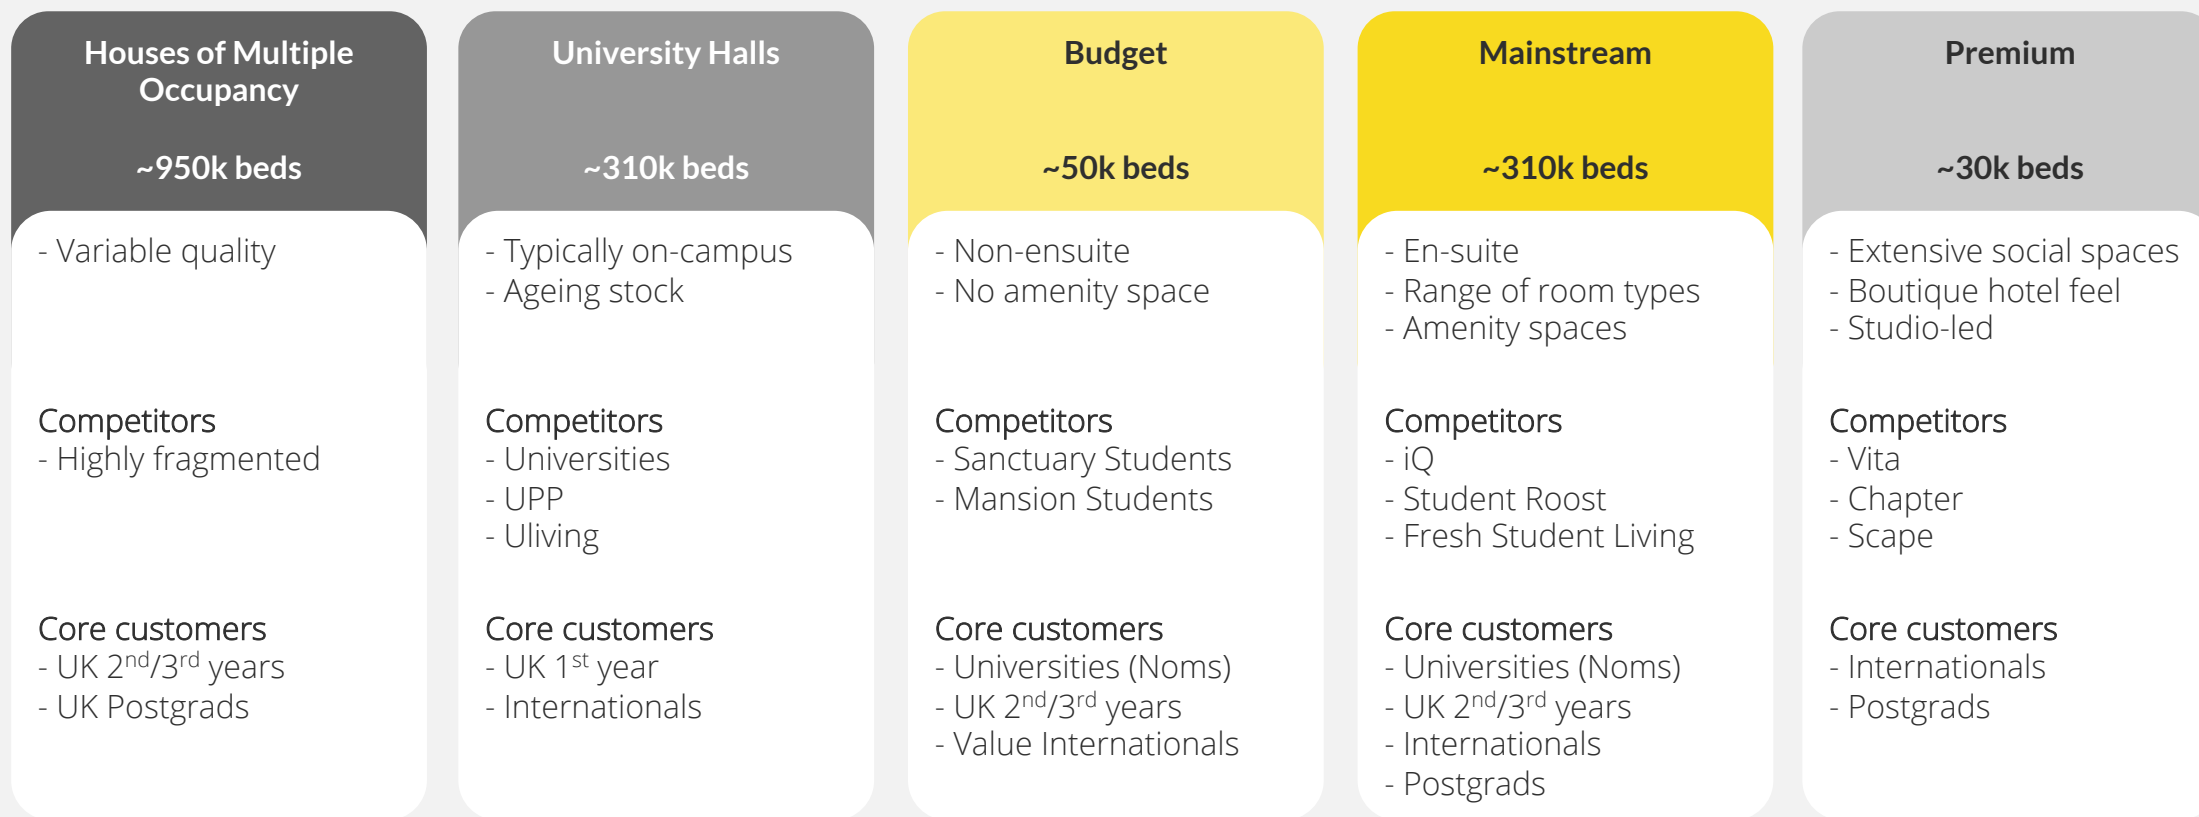 Houses of Multiple
Occupancy
~950k beds
- Variable quality
Competitors
- Highly fragmented
Core customers
- UK 2nd/3rd years
- UK Postgrads
University Halls
~310k beds
- Typically on-campus
- Ageing stock
Competitors
- Universities
- UPP
- Uliving
Core customers
- UK 1st year
- Internationals
Budget
~50k beds
- Non-ensuite
- No amenity space
Competitors
- Sanctuary Students
- Mansion Students
Core customers
- Universities (Noms)
- UK 2nd/3rd years
- Value Internationals
Mainstream
~310k beds
- En-suite
- Range of room types
- Amenity spaces
Competitors
- iQ
- Student Roost
- Fresh Student Living
Core customers
- Universities (Noms)
- UK 2nd/3rd years
- Internationals
- Postgrads
Premium
~30k beds
- Extensive social spaces
- Boutique hotel feel
- Studio-led
Competitors
- Vita
- Chapter
- Scape
Core customers
- Internationals
- Postgrads